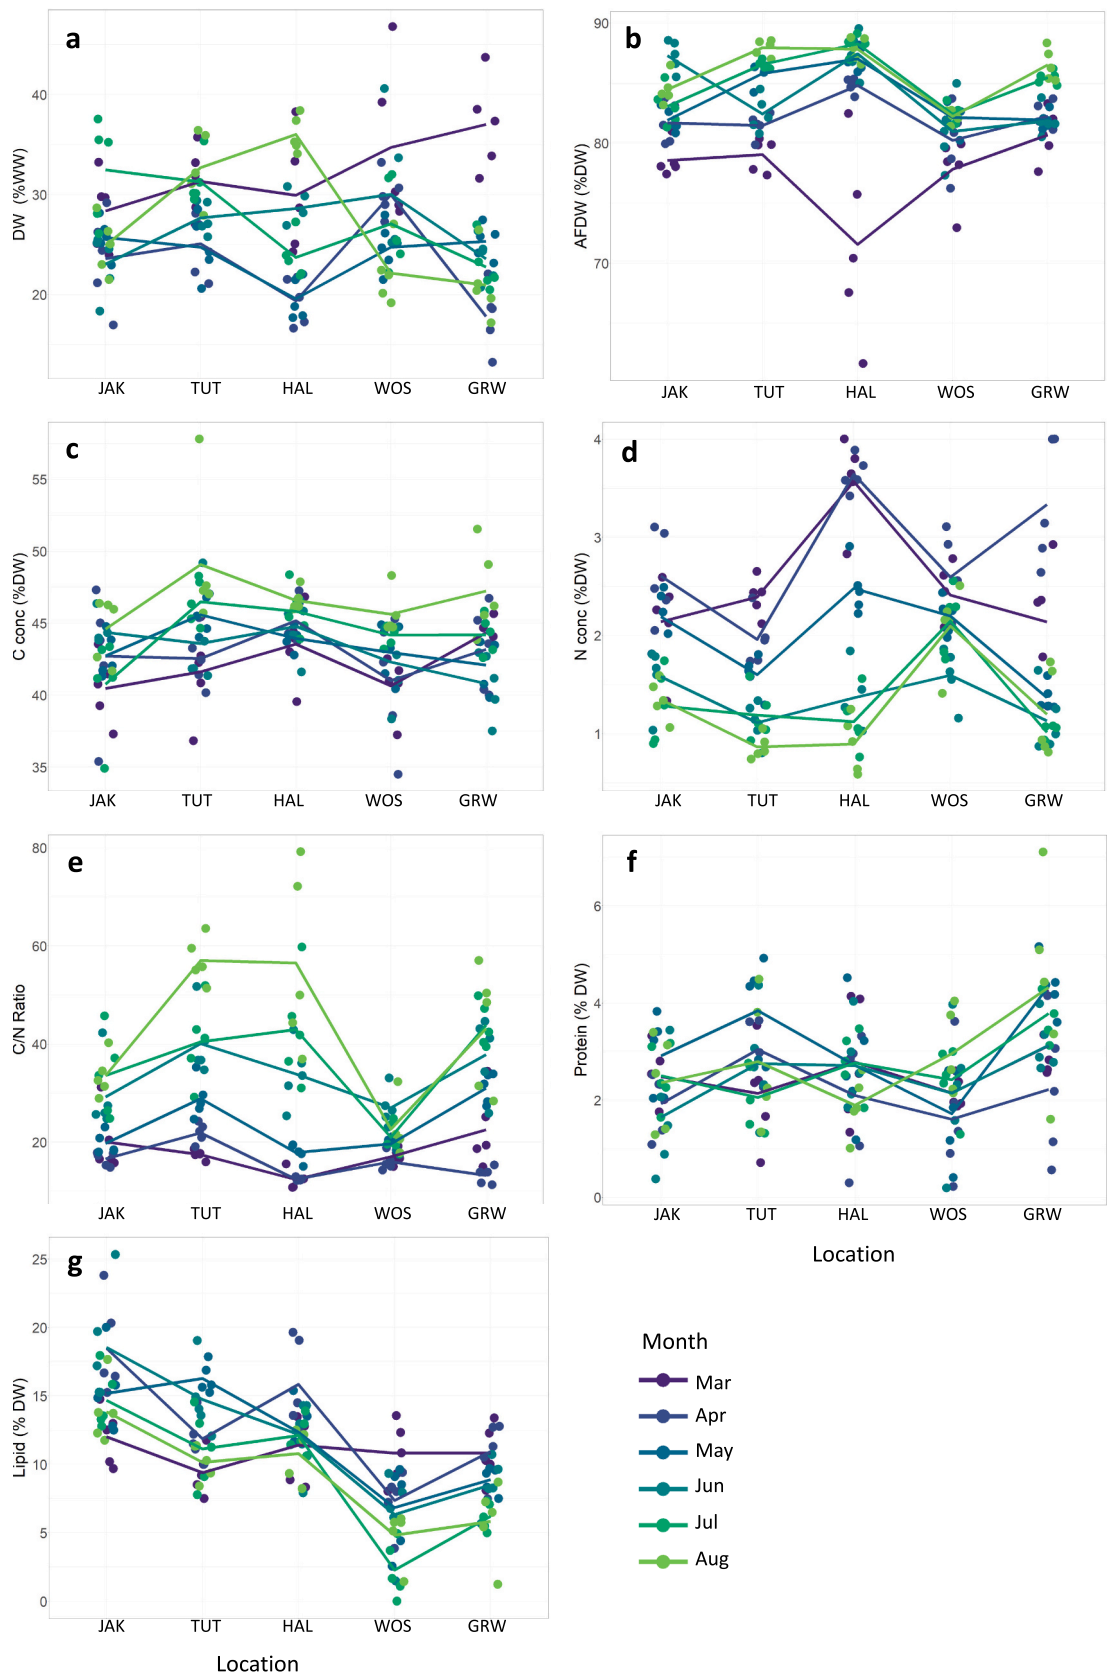 a
DW (%WW)
40
30
20
JAK TUT HAL WOS GRW
b
AFDW (%DW)
90
80
70
JAK TUT HAL WOS GRW
c
C conc (%DW)
55
50
45
40
35
JAK TUT HAL WOS GRW
d
N conc (%DW)
4
3
2
1
JAK TUT HAL WOS GRW
e
C/N Ratio
80
60
40
20
JAK TUT HAL WOS GRW
f
Protein (% DW)
6
4
2
0
JAK TUT HAL WOS GRW
Location
g
Lipid (% DW)
25
20
15
10
5
0
JAK TUT HAL WOS GRW
Location
Month
Mar
Apr
May
Jun
Jul
Aug